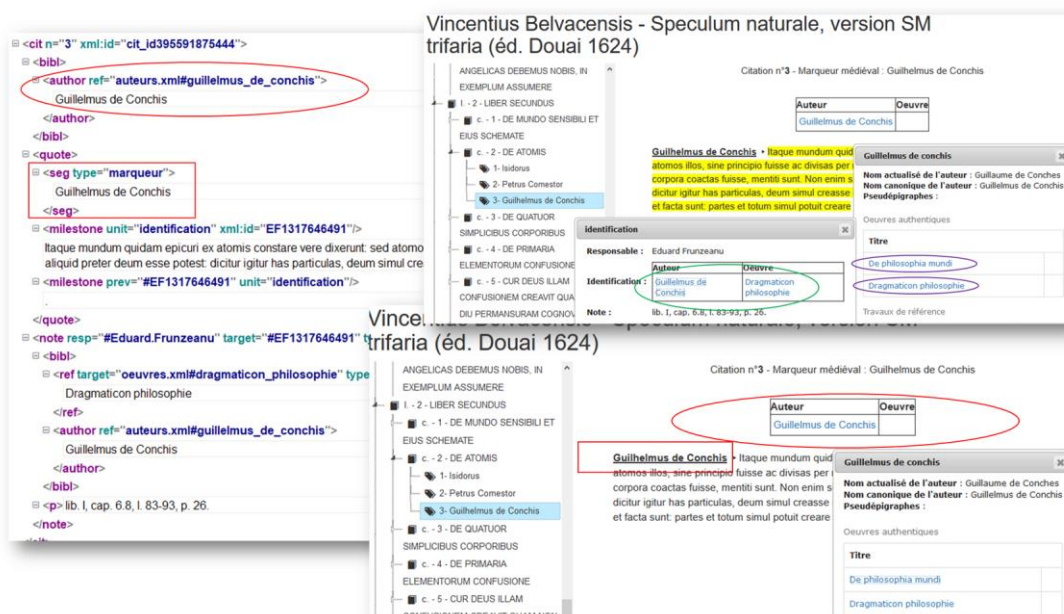 <cit n="3" xml:id="cit_id395591875444">
<bibl>
<author ref="auteurs.xml#guillelmus_de_conchis">
Guillelmus de Conchis
</author>
</bibl>
<quote>
<seg type="marqueur">
Guilhelmus de Conchis
</seg>
<milestone unit="identification" xml:id="EF1317646491"/>
Itaque mundum quidam epicuri ex atomis constare vere dixerunt: sed atomo
aliquid preter deum esse potest: dicitur igitur has particulas, deum simul cre
<milestone prev="#EF1317646491" unit="identification"/>
.
</quote>
<note resp="#Eduard.Frunzeanu" target="#EF1317646491"
<bibl>
<ref target="oeuvres.xml#dragmaticon_philosophie" type
Dragmaticon philosophie
</ref>
<author ref="auteurs.xml#guillelmus_de_conchis">
Guillelmus de Conchis
</author>
</bibl>
<p> lib. I, cap. 6.8, l. 83-93, p. 26.
</note>
Vincentius Belvacensis - Speculum naturale, version SM
trifaria (éd. Douai 1624)
ANGELICAS DEBEMUS NOBIS, IN
EXEMPLUM ASSUMERE
l. - 2 - LIBER SECUNDUS
c. - 1 - DE MUNDO SENSIBILI ET
EIUS SCHEMATE
c. - 2 - DE ATOMIS
1- Isidorus
2- Petrus Comestor
3- Guilhelmus de Conchis
c. - 3 - DE QUATUOR
SIMPLICIBUS CORPORIBUS
c. - 4 - DE PRIMARIA
ELEMENTORUM CONFUSIONE
c. - 5 - CUR DEUS ILLAM
CONFUSIONEM CREAVIT QUA
DIU PERMANSURAM COGNOV
Citation n°3 - Marqueur médiéval : Guilhelmus de Conchis
Auteur Oeuvre
Guillelmus de Conchis
Guilhelmus de Conchis • Itaque mundum quid
atomos illos, sine principio fuisse ac divisas per
corpora coactas fuisse, mentiti sunt. Non enim s
dicitur igitur has particulas, deum simul creasse
et facta sunt: partes et totum simul potuit creare
Guillelmus de conchis
Nom actualisé de l'auteur : Guillaume de Conches
Nom canonique de l'auteur : Guillelmus de Conchis
Pseudépigraphes :
Oeuvres authentiques
Titre
De philosophia mundi
Dragmaticon philosophie
Travaux de référence
identification
Responsable : Eduard Frunzeanu
Auteur Oeuvre
Identification : Guillelmus de Conchis Dragmaticon philosophie
Note : lib. I, cap. 6.8, l. 83-93, p. 26.
Vincentius Belvacensis - Speculum naturale, version SM
trifaria (éd. Douai 1624)
ANGELICAS DEBEMUS NOBIS, IN
EXEMPLUM ASSUMERE
l. - 2 - LIBER SECUNDUS
c. - 1 - DE MUNDO SENSIBILI ET
EIUS SCHEMATE
c. - 2 - DE ATOMIS
1- Isidorus
2- Petrus Comestor
3- Guilhelmus de Conchis
c. - 3 - DE QUATUOR
SIMPLICIBUS CORPORIBUS
c. - 4 - DE PRIMARIA
ELEMENTORUM CONFUSIONE
c. - 5 - CUR DEUS ILLAM
Citation n°3 - Marqueur médiéval : Guilhelmus de Conchis
Auteur Oeuvre
Guillelmus de Conchis
Guilhelmus de Conchis • Itaque mundum quid
atomos illos, sine principio fuisse ac divisas per
corpora coactas fuisse, mentiti sunt. Non enim s
dicitur igitur has particulas, deum simul creasse
et facta sunt: partes et totum simul potuit creare
Guillelmus de conchis
Nom actualisé de l'auteur : Guillaume de Conches
Nom canonique de l'auteur : Guillelmus de Conchis
Pseudépigraphes :
Oeuvres authentiques
Titre
De philosophia mundi
Dragmaticon philosophie